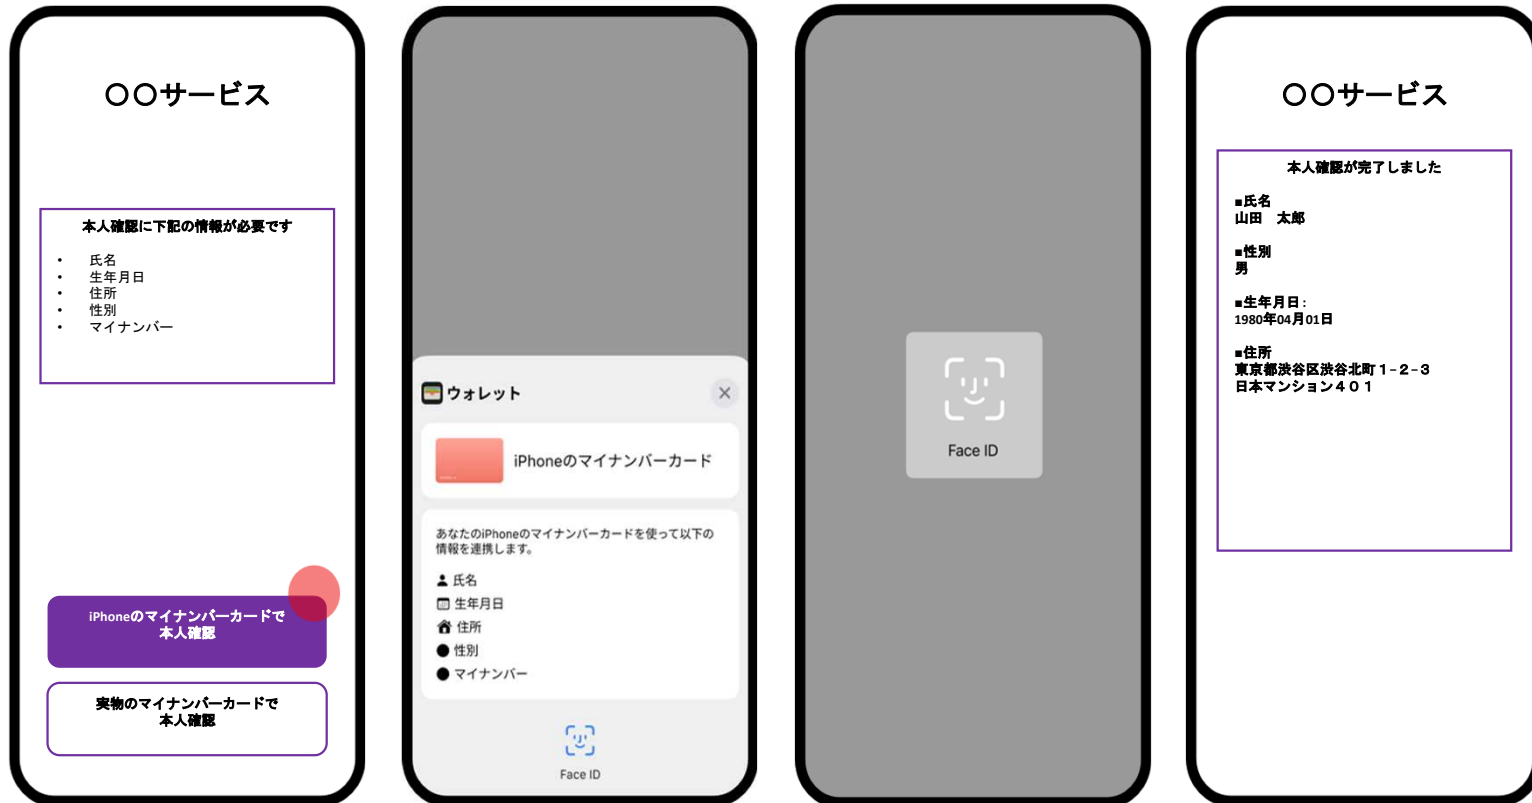 〇〇サービス
本人確認に下記の情報が必要です
• 氏名
• 生年月日
• 住所
• 性別
• マイナンバー
iPhoneのマイナンバーカードで
本人確認
実物のマイナンバーカードで
本人確認
ウォレット
iPhoneのマイナンバーカード
あなたのiPhoneのマイナンバーカードを使って以下の
情報を連携します。
氏名
生年月日
住所
性別
マイナンバー
Face ID
Face ID
〇〇サービス
本人確認が完了しました
■氏名
山田　太郎
■性別
男
■生年月日：
1980年04月01日
■住所
東京都渋谷区渋谷北町１−２−３
日本マンション４０１